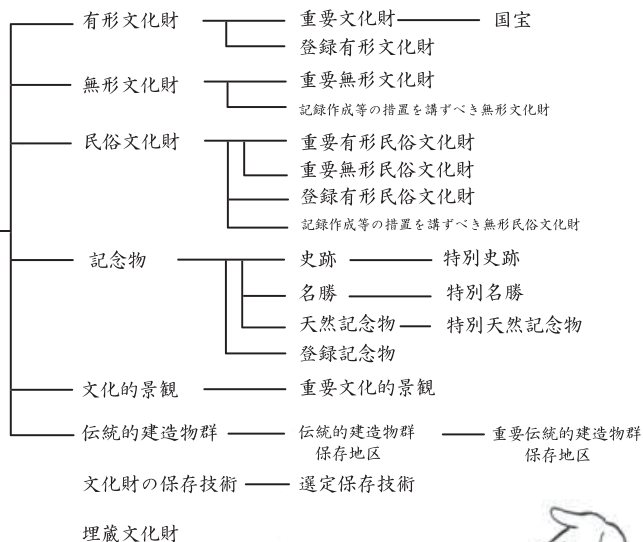 有形文化財 重要文化財 国宝
登録有形文化財
無形文化財 重要無形文化財
記録作成等の措置を講ずべき無形文化財
民俗文化財 重要有形民俗文化財
重要無形民俗文化財
登録有形民俗文化財
記録作成等の措置を講ずべき無形民俗文化財
記念物 史跡 特別史跡
名勝 特別名勝
天然記念物 特別天然記念物
登録記念物
文化的景観 重要文化的景観
伝統的建造物群 伝統的建造物群 重要伝統的建造物群
保存地区 保存地区
文化財の保存技術 選定保存技術
埋蔵文化財